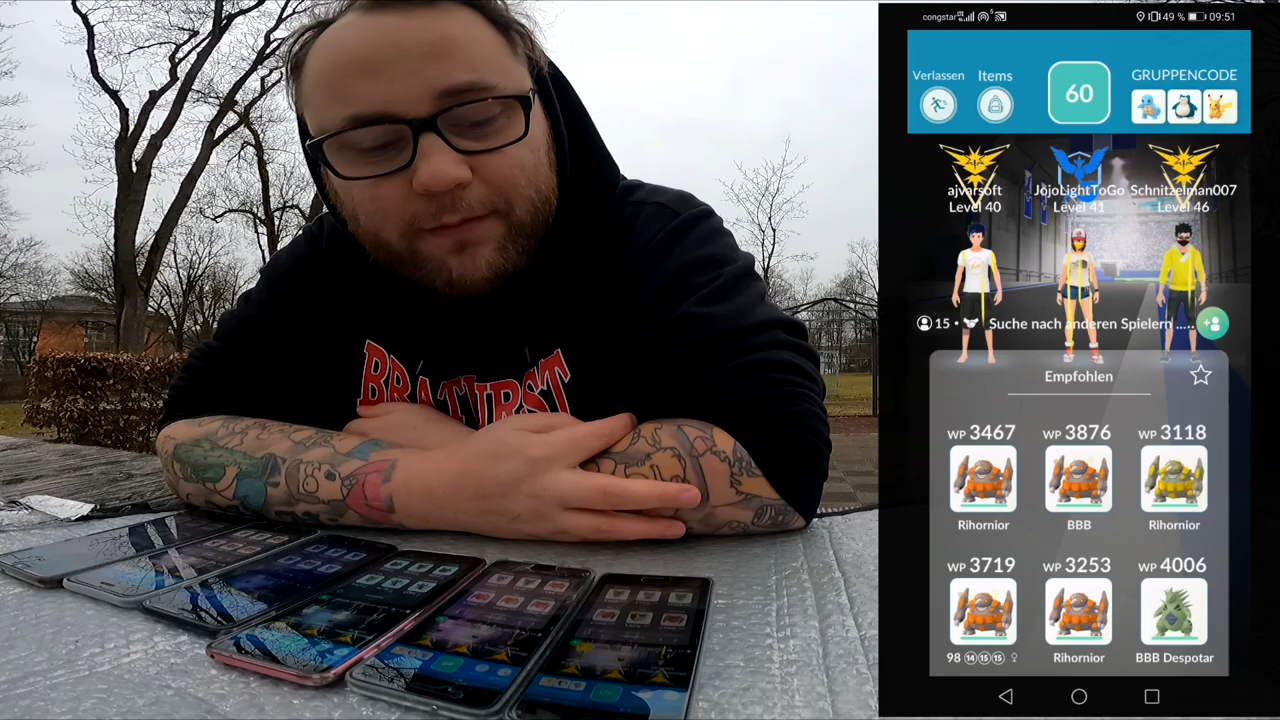 congstar 49 % 09:51
Verlassen Items 60 GRUPPENCODE
ajvarsoft JojoLightToGo Schnitzelman007
Level 40 Level 41 Level 46
15 • Suche nach anderen Spielern .....
Empfohlen
WP 3467 WP 3876 WP 3118
Rihornior BBB Rihornior
WP 3719 WP 3253 WP 4006
98 14 15 15 ♀ Rihornior BBB Despotar
BRATWURST